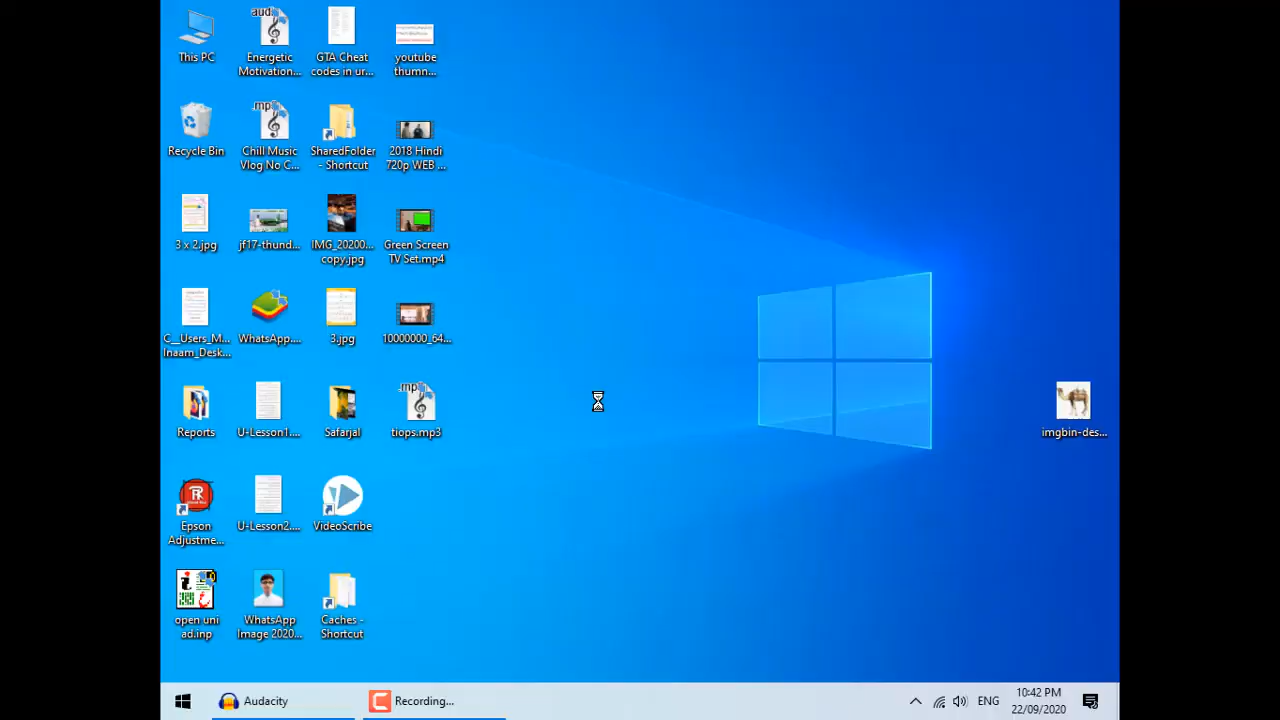 This PC
Energetic
Motivation...
GTA Cheat
codes in ur...
youtube
thumn...
Recycle Bin
Chill Music
Vlog No C...
SharedFolder
- Shortcut
2018 Hindi
720p WEB ...
3 x 2.jpg
jf17-thund...
IMG_20200...
copy.jpg
Green Screen
TV Set.mp4
C__Users_M...
Inaam_Desk...
WhatsApp....
3.jpg
10000000_64...
Reports
U-Lesson1....
Safarjal
.mp
tiops.mp3
imgbin-des...
Epson
Adjustme...
U-Lesson2....
VideoScribe
open uni
ad.inp
WhatsApp
Image 2020...
Caches -
Shortcut
Audacity
Recording...
ENG
10:42 PM
22/09/2020